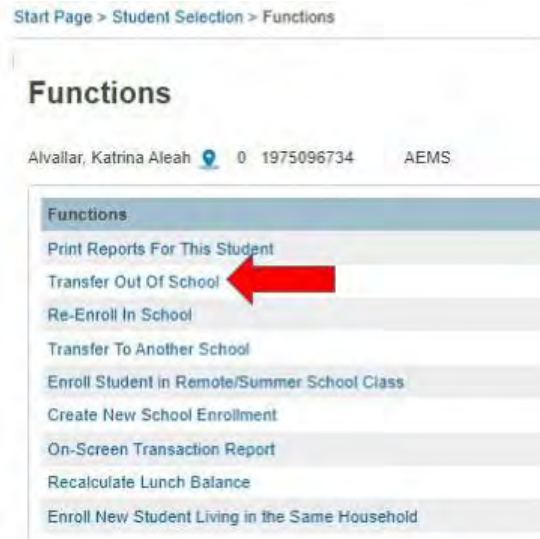 Start Page > Student Selection > Functions
Functions
Alvallar, Katrina Aleah 0 1975096734 AEMS
Functions
Print Reports For This Student
Transfer Out Of School
Re-Enroll In School
Transfer To Another School
Enroll Student in Remote/Summer School Class
Create New School Enrollment
On-Screen Transaction Report
Recalculate Lunch Balance
Enroll New Student Living in the Same Household